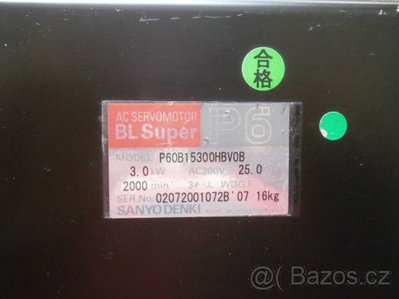 合格
AC SERVOMOTOR
BL Super P6
MODEL P60B15300HBV0B
3.0 kW AC200V 25.0
2000 min
SER.No. 02072001072B '07 16kg
SANYO DENKI
Bazos.cz